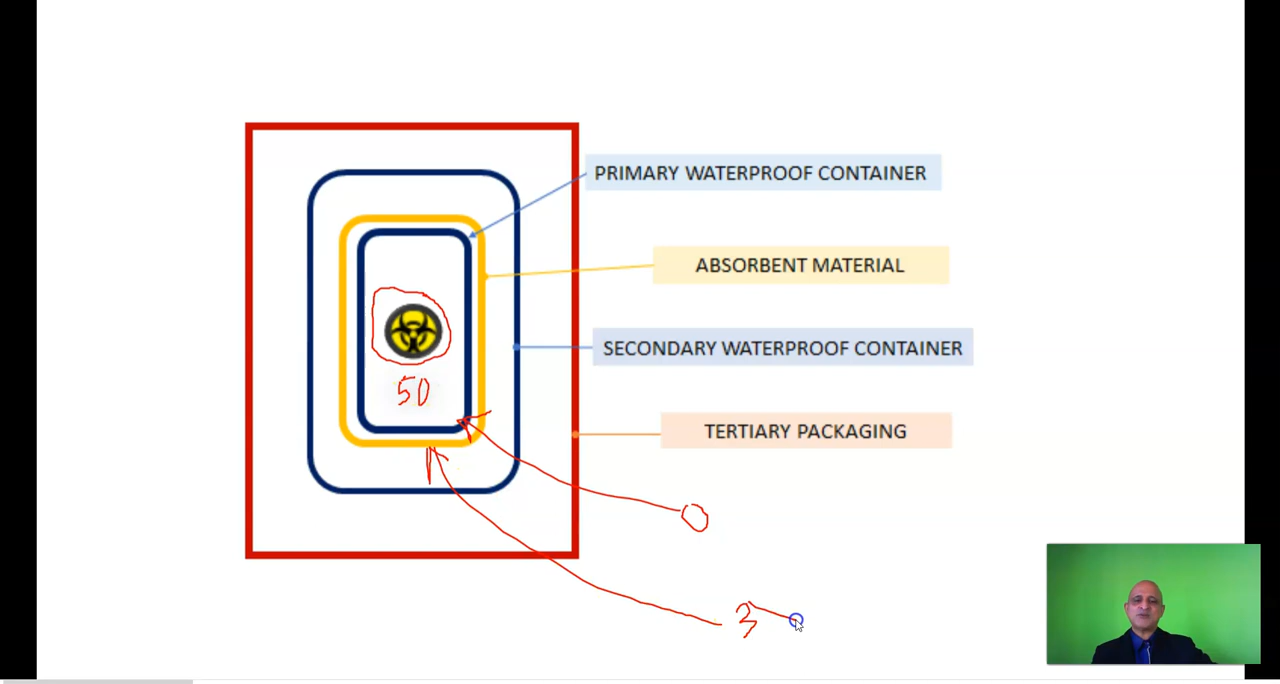 PRIMARY WATERPROOF CONTAINER
ABSORBENT MATERIAL
SECONDARY WATERPROOF CONTAINER
50
TERTIARY PACKAGING
0
3